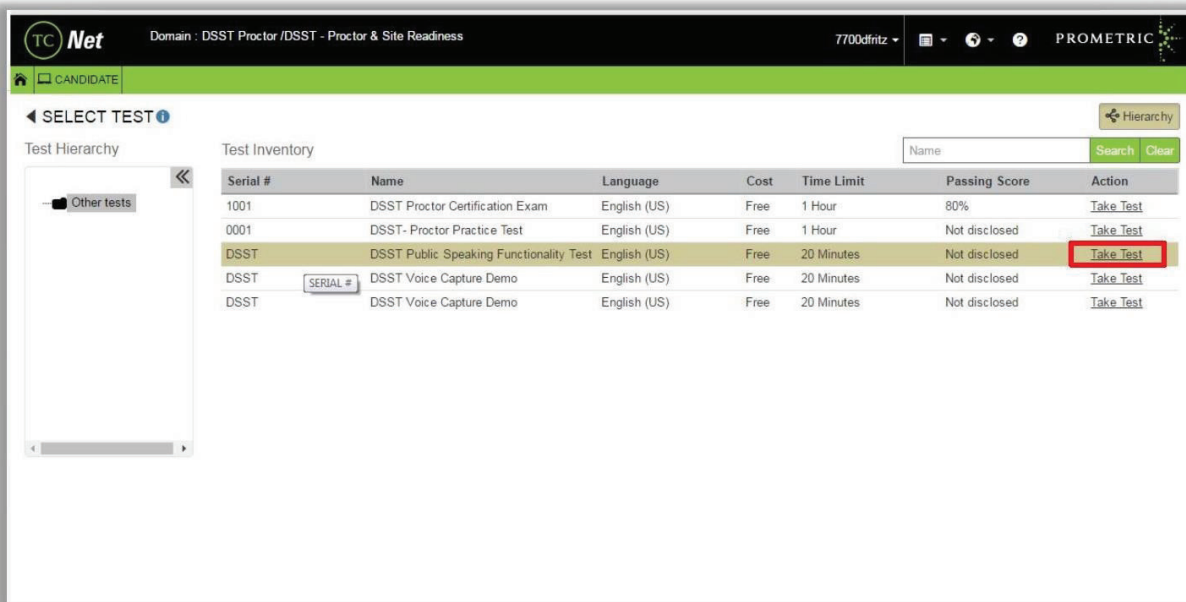 TC Net Domain : DSST Proctor /DSST - Proctor & Site Readiness 7700dfritz ? PROMETRIC
CANDIDATE
SELECT TEST i Hierarchy
Test Hierarchy Test Inventory Name Search Clear
Serial # Name Language Cost Time Limit Passing Score Action
Other tests
1001 DSST Proctor Certification Exam English (US) Free 1 Hour 80% Take Test
0001 DSST- Proctor Practice Test English (US) Free 1 Hour Not disclosed Take Test
DSST DSST Public Speaking Functionality Test English (US) Free 20 Minutes Not disclosed Take Test
DSST DSST Voice Capture Demo English (US) Free 20 Minutes Not disclosed Take Test
SERIAL #
DSST DSST Voice Capture Demo English (US) Free 20 Minutes Not disclosed Take Test